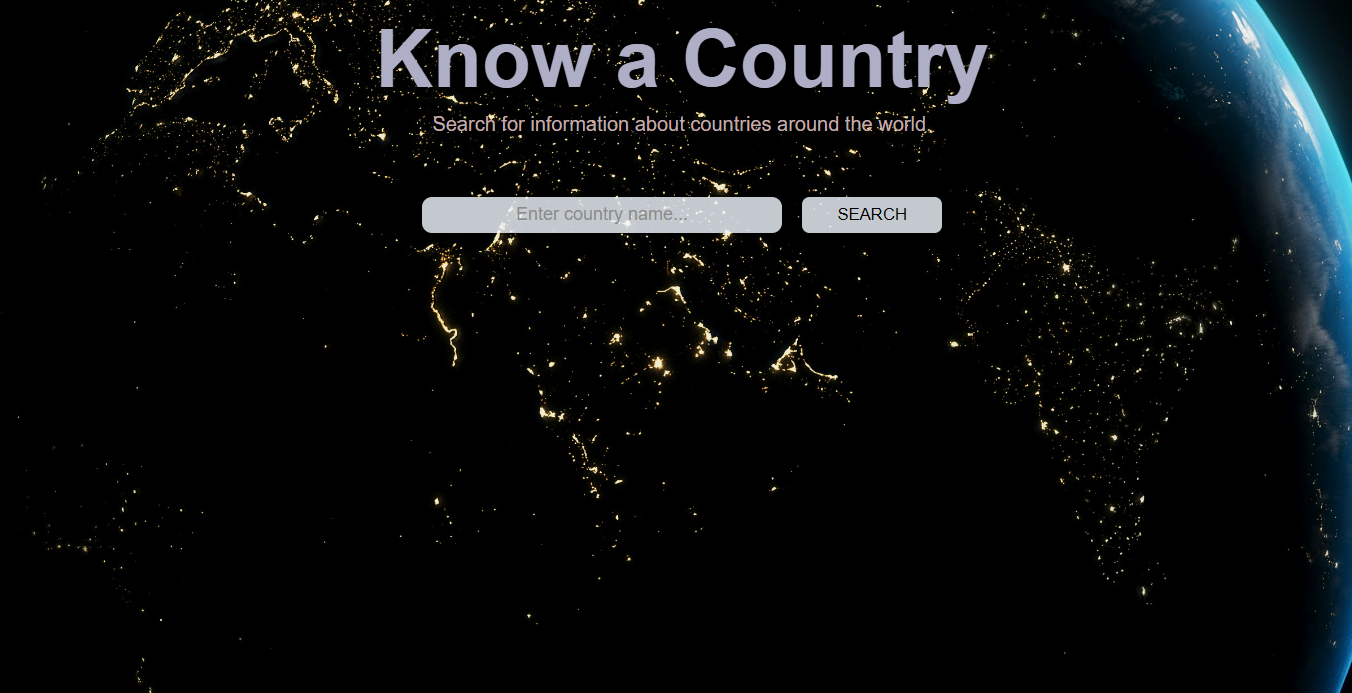 Know a Country
Search for information about countries around the world.
Enter country name...
SEARCH